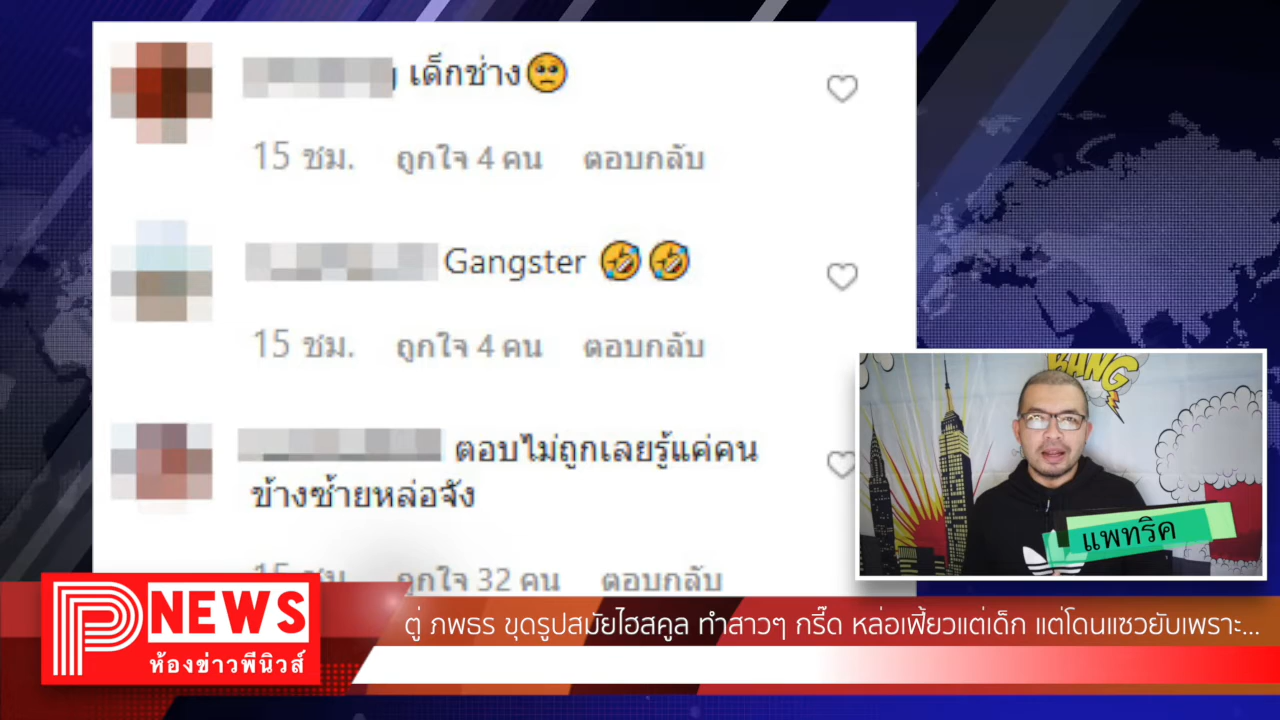 เด็กช่าง🥺
15 ชม. ถูกใจ 4 คน ตอบกลับ
Gangster 🤣🤣
15 ชม. ถูกใจ 4 คน ตอบกลับ
ตอบไม่ถูกเลยรู้แค่คน
ข้างซ้ายหล่อจัง
15 ชม. ถูกใจ 32 คน ตอบกลับ
BANG
แพทริค
P NEWS
ห้องข่าวพีนิวส์
ตู่ ภพธร ขุดรูปสมัยไฮสคูล ทำสาวๆ กรี๊ด หล่อเฟี้ยวแต่เด็ก แต่โดนแซวยับเพราะ...